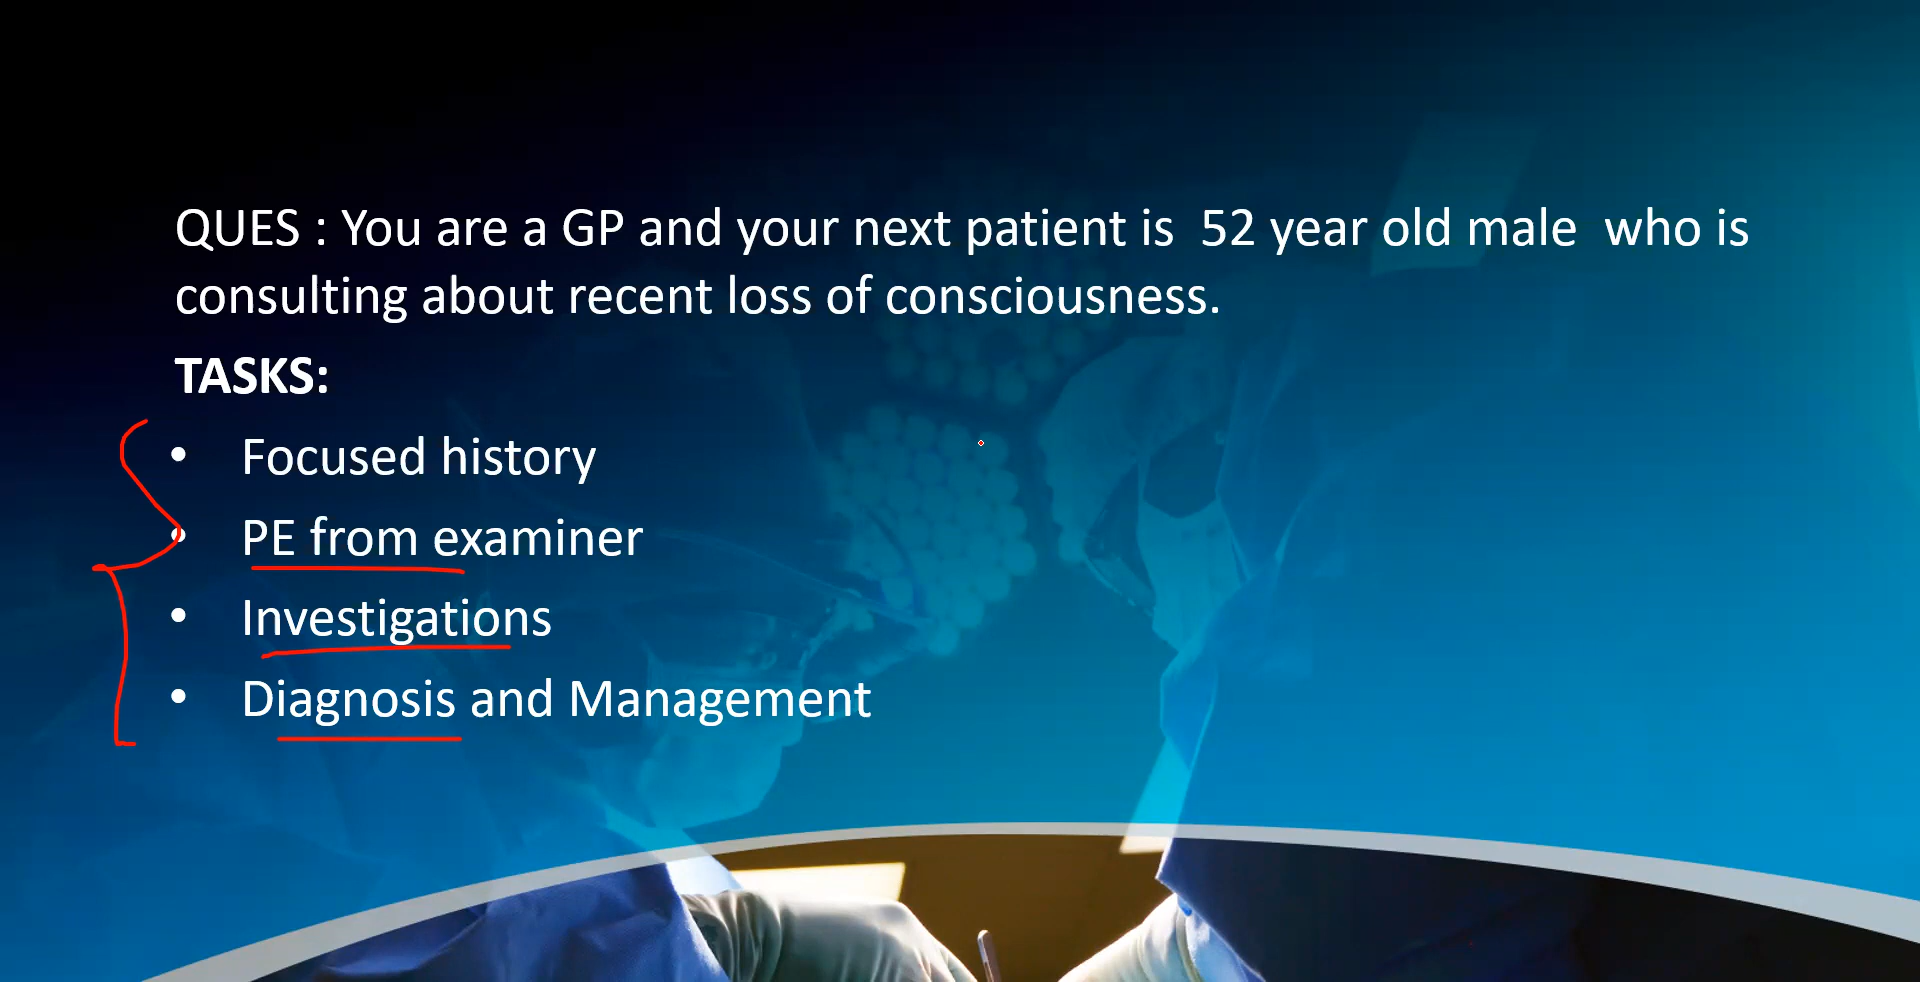 QUES : You are a GP and your next patient is  52 year old male  who is
consulting about recent loss of consciousness.
TASKS:
• Focused history
• PE from examiner
• Investigations
• Diagnosis and Management